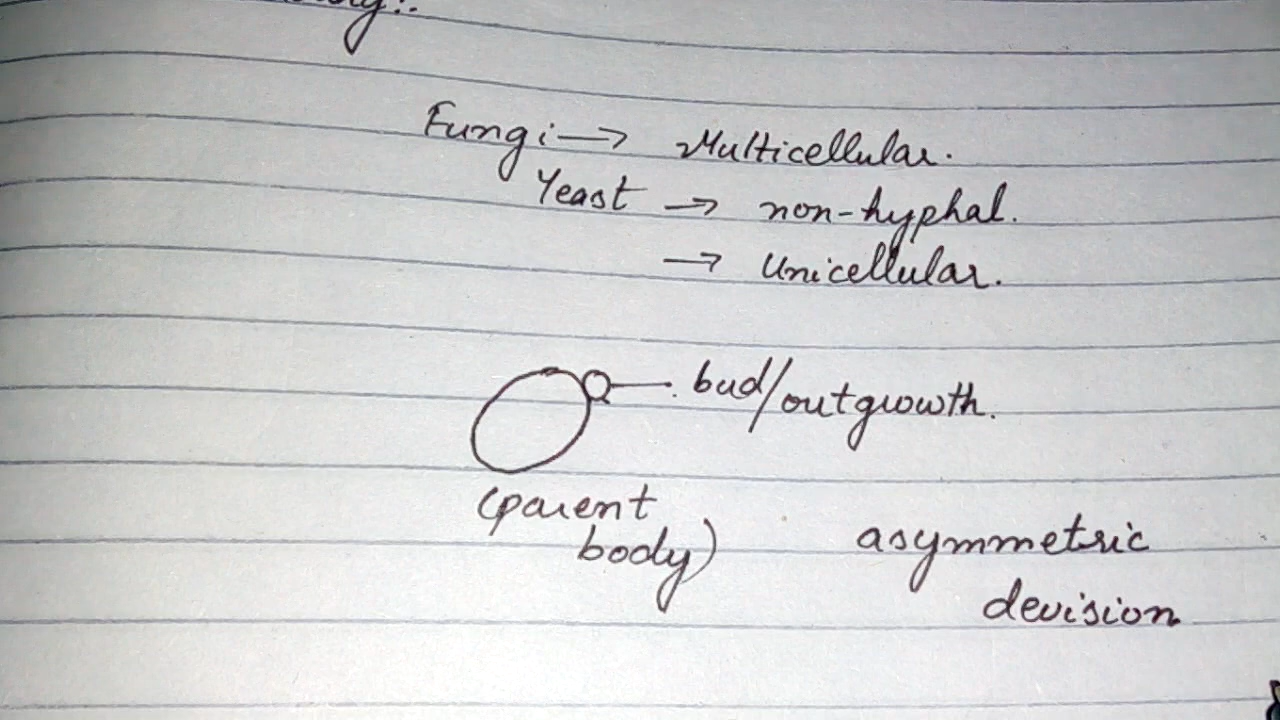 Fungi → Multicellular.
Yeast → non-hyphal.
→ Unicellular.
bud/outgrowth.
(parent
body)
asymmetric
devision